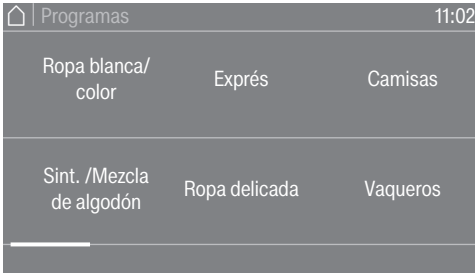 Programas 11:02
Ropa blanca/
color
Exprés
Camisas
Sint. /Mezcla
de algodón
Ropa delicada
Vaqueros